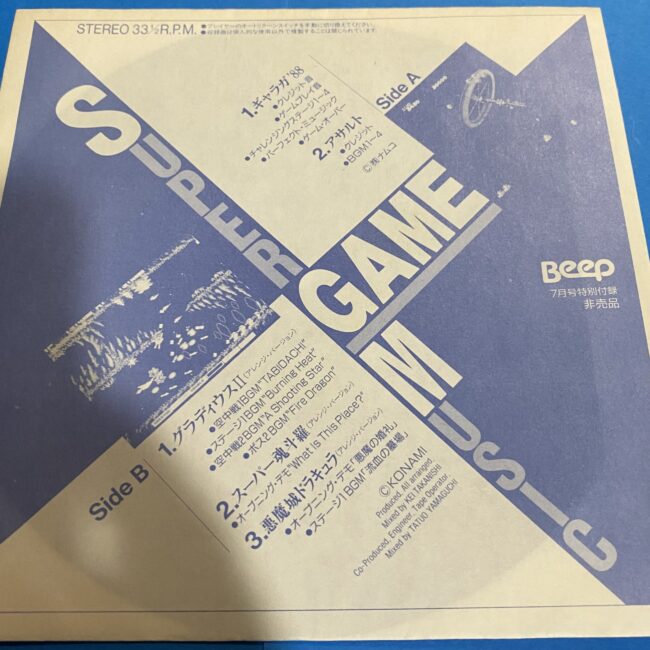 STEREO 33⅓R.P.M.
●プレイヤーのオートリターンスイッチを手動に切り換えてください。
●収録曲は個人的な使用以外で複製することは禁じられています。
SUPER
GAME
MUSIC
Side A
1.ギャラガ'88
●クレジット音
●ゲームプレイ音
●チャレンジングステージ1〜4
●パーフェクト・ミュージック
●ゲーム・オーバー
2.アサルト
●クレジット
●BGM1〜4
©㈱ナムコ
Beep
7月号特別付録
非売品
Side B
1.グラディウスII(アレンジ・バージョン)
●空中戦1BGM"TABIDACHI"
●ステージ1BGM"Burning Heat"
●空中戦2BGM"A Shooting Star"
●ボス2BGM"Fire Dragon"
2.スーパー魂斗羅(アレンジ・バージョン)
●オープニング・デモ"What Is This Place?"
3.悪魔城ドラキュラ(アレンジ・バージョン)
●オープニング・デモ「悪魔の婚礼」
●ステージ1BGM「流血の墓場」
©KONAMI
Produced, All arranged,
Mixed by KEI TAKANISHI
Co-Produced, Engineer, Tape Operator,
Mixed by TATUO YAMAGUCHI